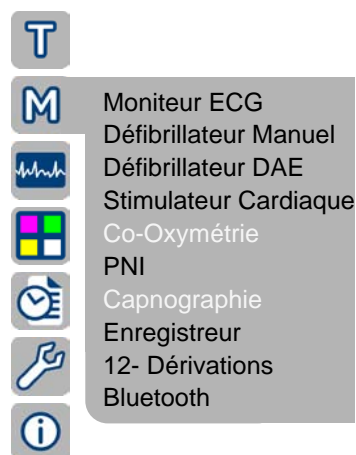 T
M
Moniteur ECG
Défibrillateur Manuel
Défibrillateur DAE
Stimulateur Cardiaque
Co-Oxymétrie
PNI
Capnographie
Enregistreur
12- Dérivations
Bluetooth
i